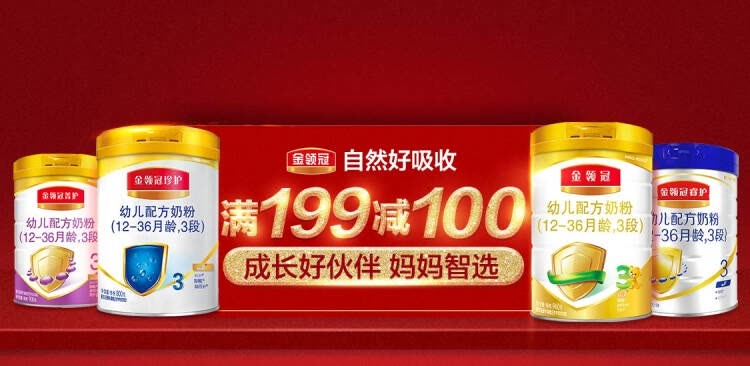 金领冠 自然好吸收
满199减100
成长好伙伴 妈妈智选
金领冠菁护
幼儿配方奶粉
(12-36月龄,3段)
3
金领冠珍护
幼儿配方奶粉
(12-36月龄,3段)
3
金领冠
幼儿配方奶粉
(12-36月龄,3段)
3
金领冠睿护
幼儿配方奶粉
(12-36月龄,3段)
3